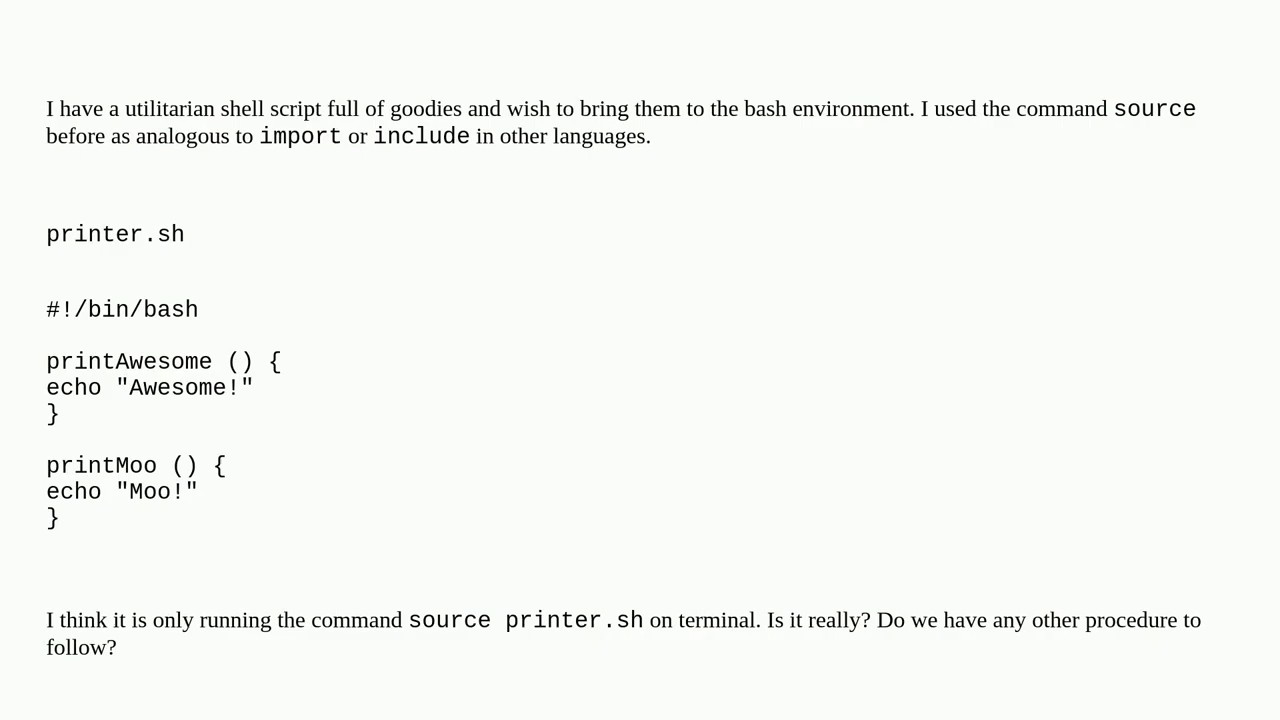 I have a utilitarian shell script full of goodies and wish to bring them to the bash environment. I used the command source
before as analogous to import or include in other languages.
printer.sh
#!/bin/bash
printAwesome () {
echo "Awesome!"
}
printMoo () {
echo "Moo!"
}
I think it is only running the command source printer.sh on terminal. Is it really? Do we have any other procedure to
follow?